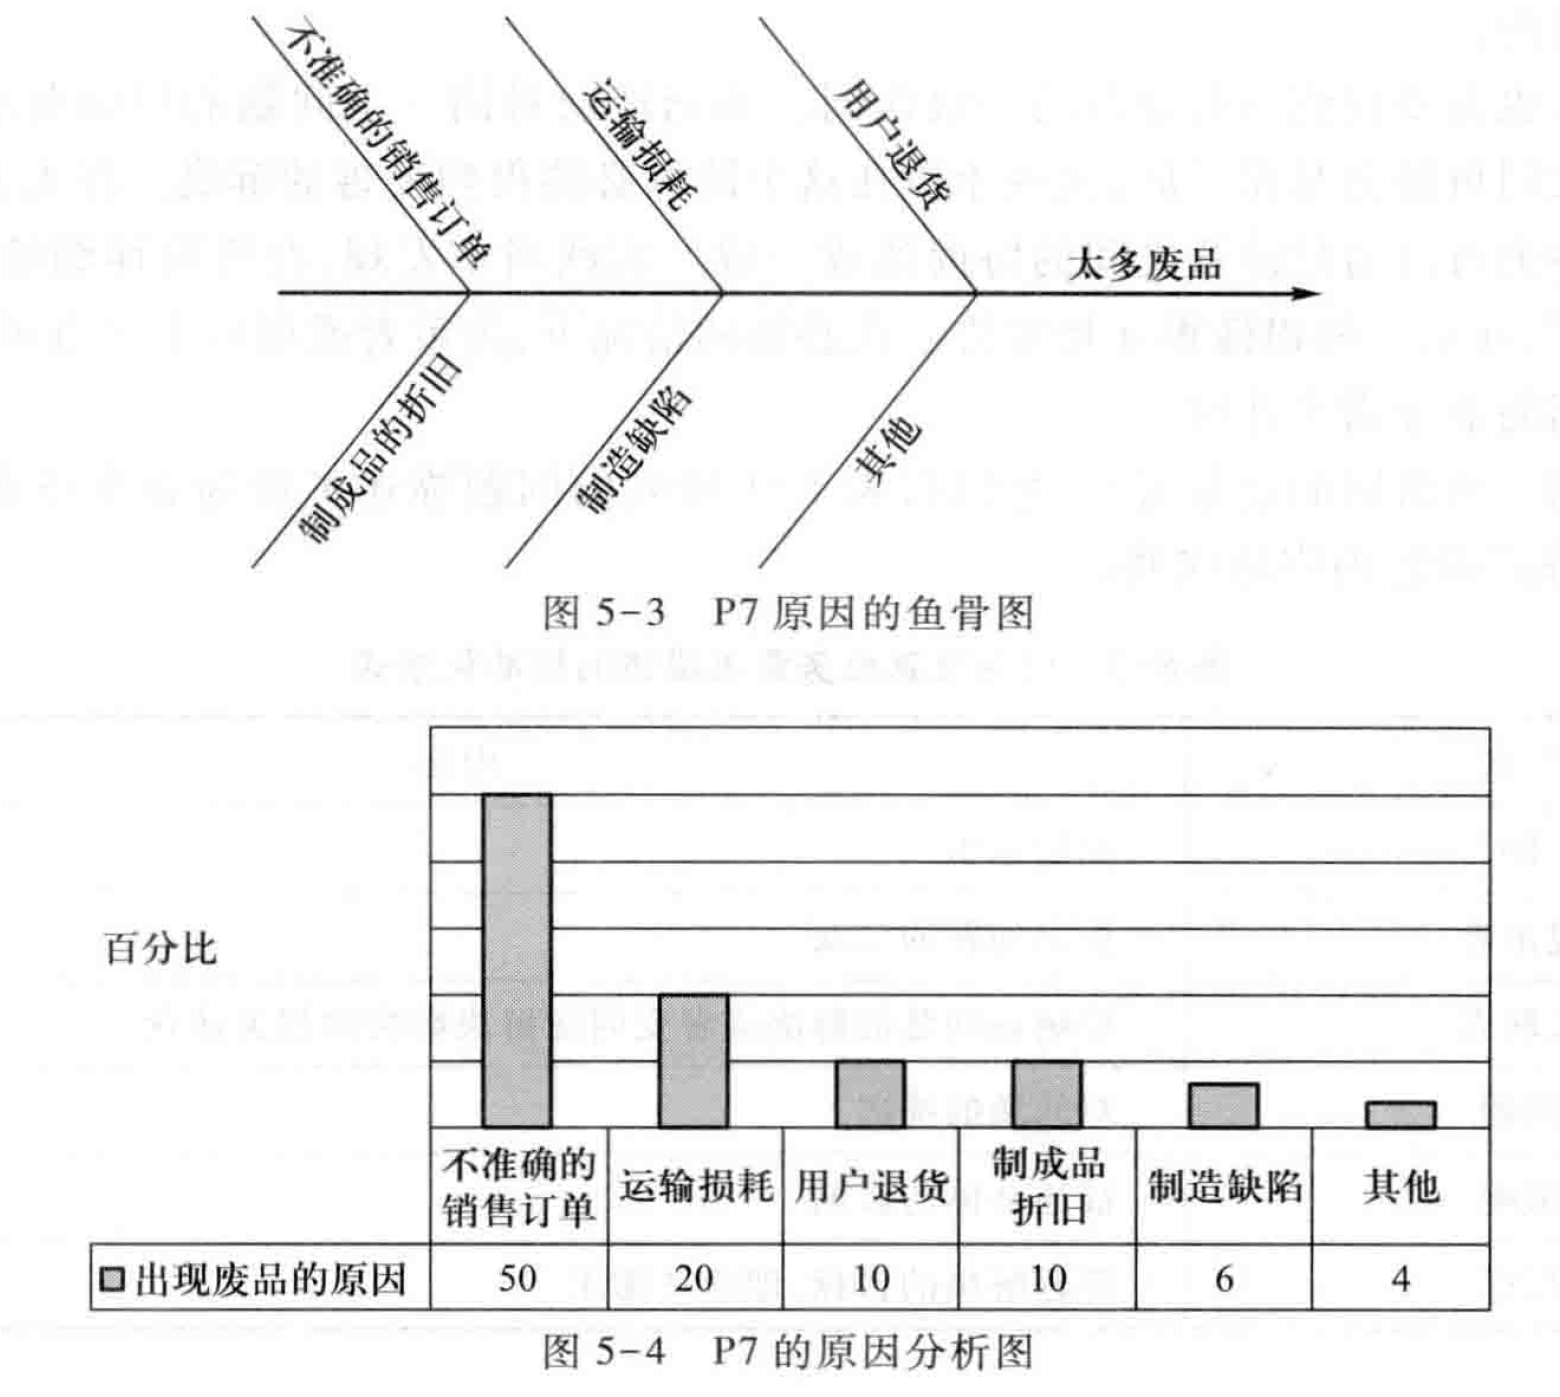 不准确的销售订单
运输损耗
用户退货
太多废品
制成品的折旧
制造缺陷
其他
图 5-3 P7 原因的鱼骨图
百分比
不准确的
销售订单
运输损耗
用户退货
制成品
折旧
制造缺陷
其他
出现废品的原因 50 20 10 10 6 4
图 5-4 P7 的原因分析图